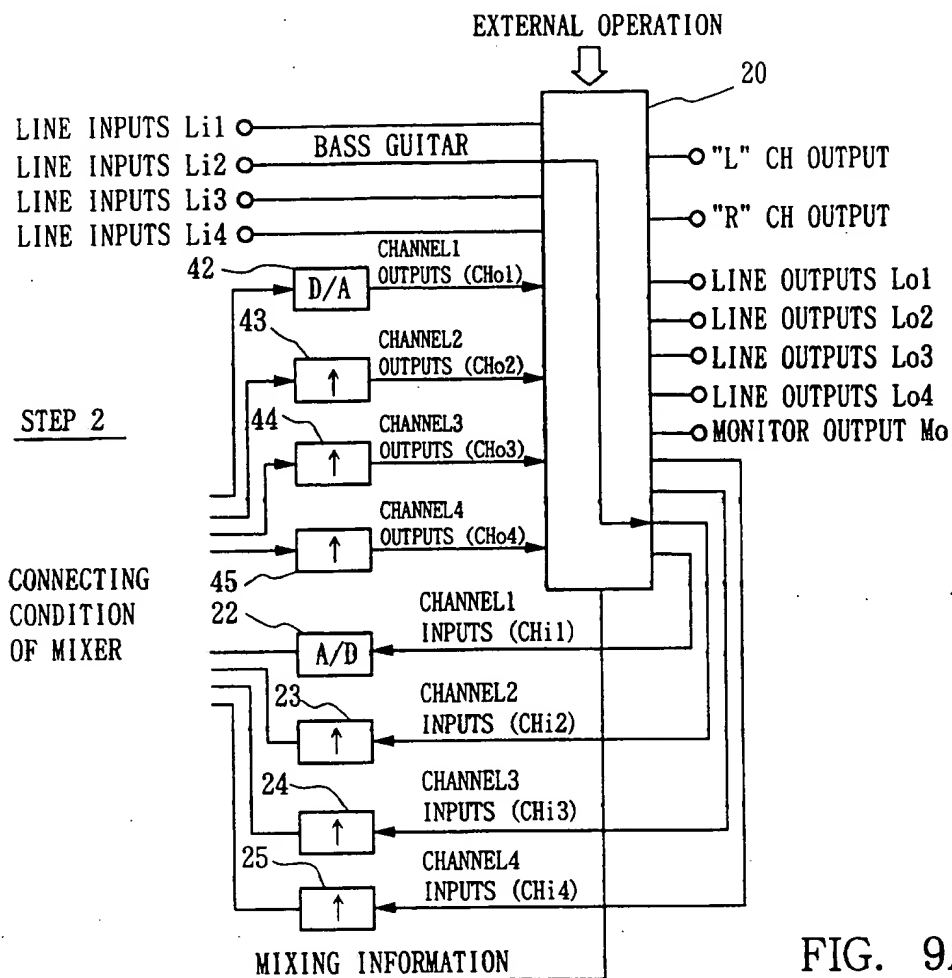 EXTERNAL OPERATION
20
LINE INPUTS Li1
BASS GUITAR
LINE INPUTS Li2
LINE INPUTS Li3
LINE INPUTS Li4
"L" CH OUTPUT
"R" CH OUTPUT
LINE OUTPUTS Lo1
LINE OUTPUTS Lo2
LINE OUTPUTS Lo3
LINE OUTPUTS Lo4
MONITOR OUTPUT Mo
42
D/A
CHANNEL1
OUTPUTS (CHo1)
43
↑
CHANNEL2
OUTPUTS (CHo2)
STEP 2
44
↑
CHANNEL3
OUTPUTS (CHo3)
45
↑
CHANNEL4
OUTPUTS (CHo4)
CONNECTING
CONDITION
OF MIXER
22
A/D
CHANNEL1
INPUTS (CHi1)
23
↑
CHANNEL2
INPUTS (CHi2)
24
↑
CHANNEL3
INPUTS (CHi3)
25
↑
CHANNEL4
INPUTS (CHi4)
MIXING INFORMATION
FIG. 9